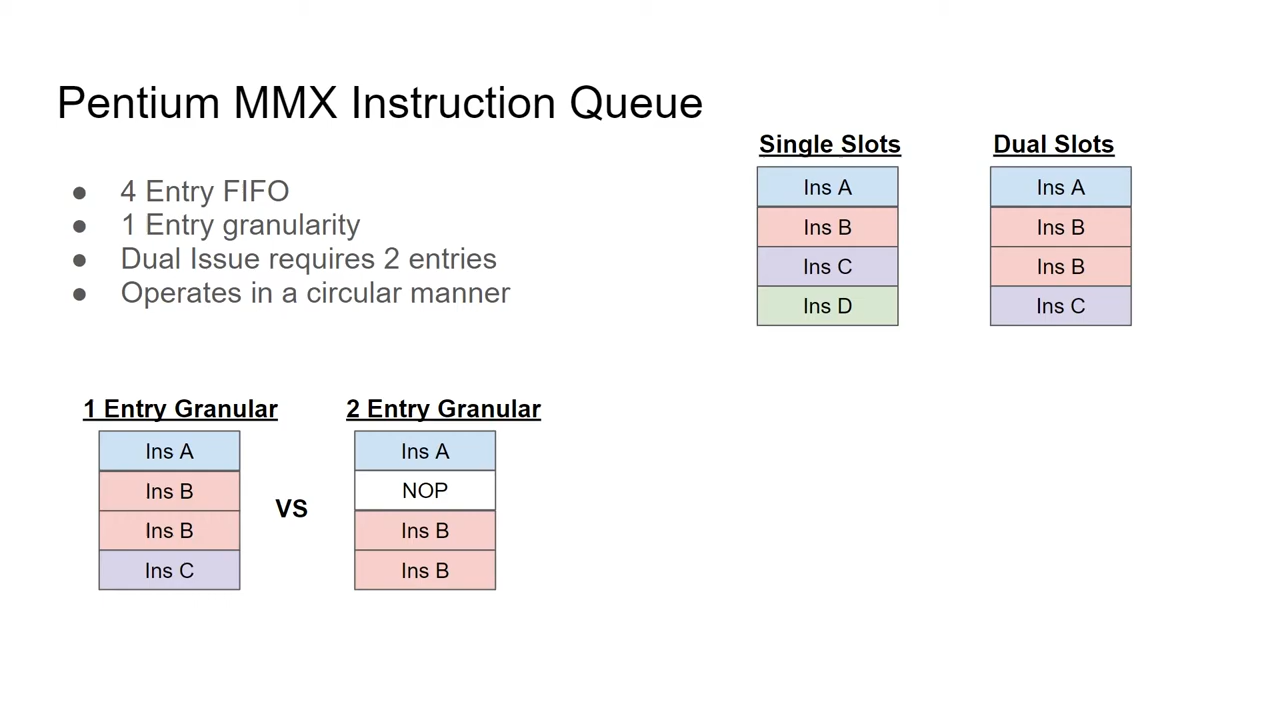 Pentium MMX Instruction Queue
● 4 Entry FIFO
● 1 Entry granularity
● Dual Issue requires 2 entries
● Operates in a circular manner
Single Slots
Ins A
Ins B
Ins C
Ins D
Dual Slots
Ins A
Ins B
Ins B
Ins C
1 Entry Granular
Ins A
Ins B
Ins B
Ins C
VS
2 Entry Granular
Ins A
NOP
Ins B
Ins B